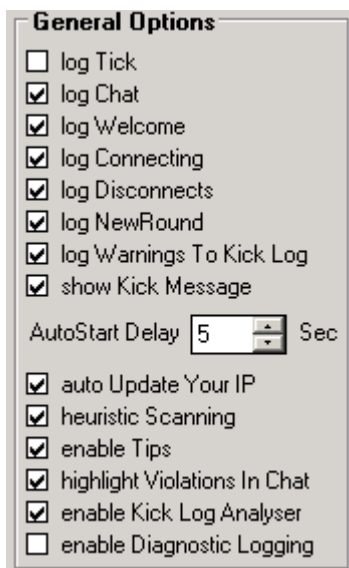 General Options
log Tick
log Chat
log Welcome
log Connecting
log Disconnects
log NewRound
log Warnings To Kick Log
show Kick Message
AutoStart Delay 5 Sec
auto Update Your IP
heuristic Scanning
enable Tips
highlight Violations In Chat
enable Kick Log Analyser
enable Diagnostic Logging